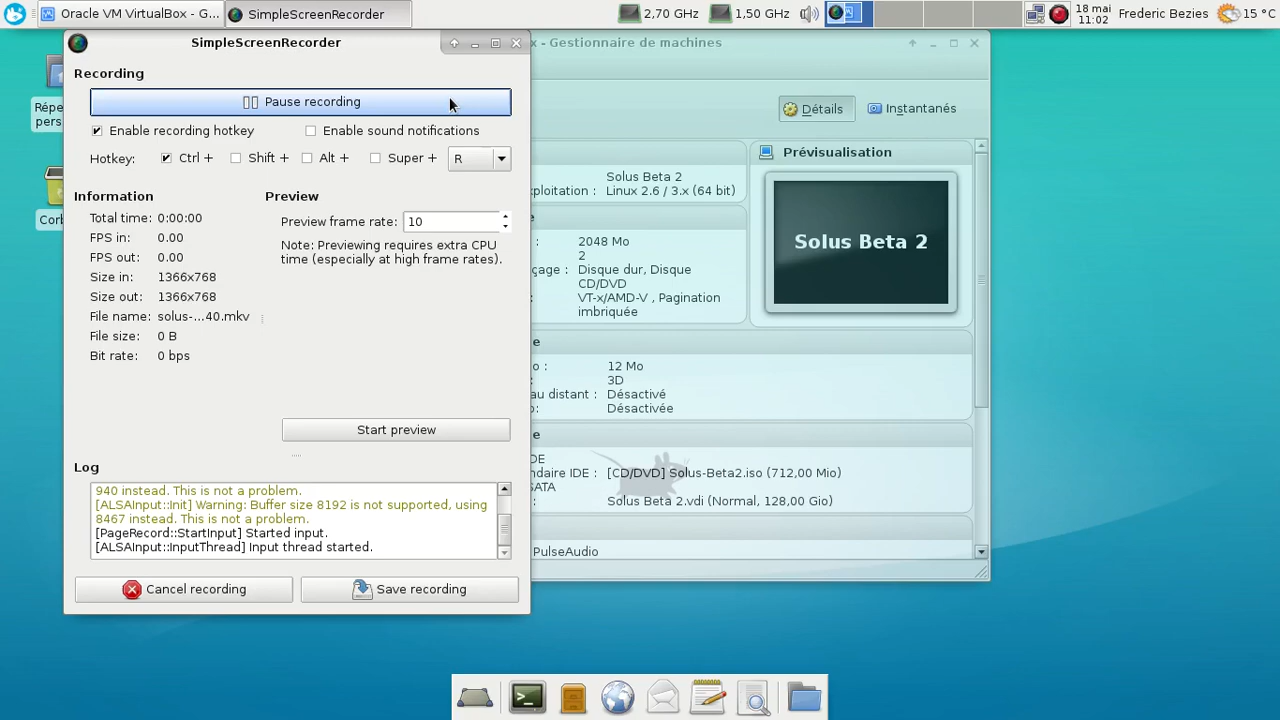 Oracle VM VirtualBox - G...
SimpleScreenRecorder
2,70 GHz
1,50 GHz
18 mai
11:02
Frederic Bezies
15 °C
SimpleScreenRecorder
- Gestionnaire de machines
Recording
Pause recording
Enable recording hotkey
Enable sound notifications
Hotkey:
Ctrl +
Shift +
Alt +
Super +
R
Information
Total time: 0:00:00
FPS in: 0.00
FPS out: 0.00
Size in: 1366x768
Size out: 1366x768
File name: solus-...40.mkv
File size: 0 B
Bit rate: 0 bps
Preview
Preview frame rate: 10
Note: Previewing requires extra CPU
time (especially at high frame rates).
Start preview
Log
940 instead. This is not a problem.
[ALSAInput::Init] Warning: Buffer size 8192 is not supported, using
8467 instead. This is not a problem.
[PageRecord::StartInput] Started input.
[ALSAInput::InputThread] Input thread started.
Cancel recording
Save recording
Répe
pers
Corb
Détails
Instantanés
Solus Beta 2
ploitation : Linux 2.6 / 3.x (64 bit)
2048 Mo
2
çage : Disque dur, Disque
CD/DVD
VT-x/AMD-V , Pagination
imbriquée
Prévisualisation
Solus Beta 2
o : 12 Mo
3D
au distant : Désactivé
o: Désactivée
DE
ndaire IDE : [CD/DVD] Solus-Beta2.iso (712,00 Mio)
SATA
Solus Beta 2.vdi (Normal, 128,00 Gio)
PulseAudio